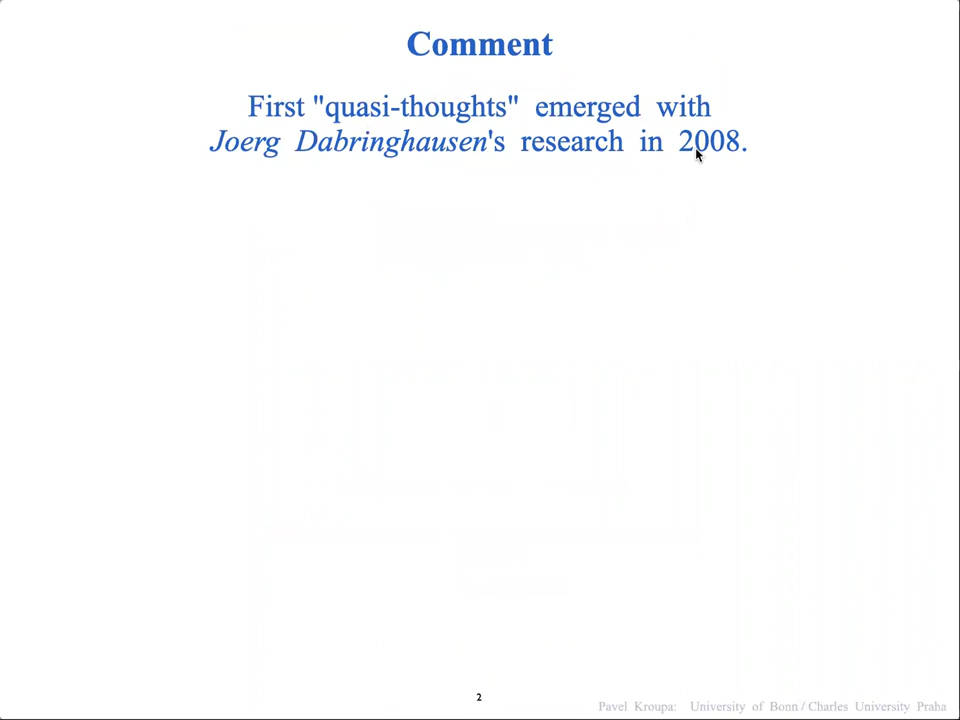 Comment
First "quasi-thoughts" emerged with
Joerg Dabringhausen's research in 2008.
2
Pavel Kroupa: University of Bonn / Charles University Praha